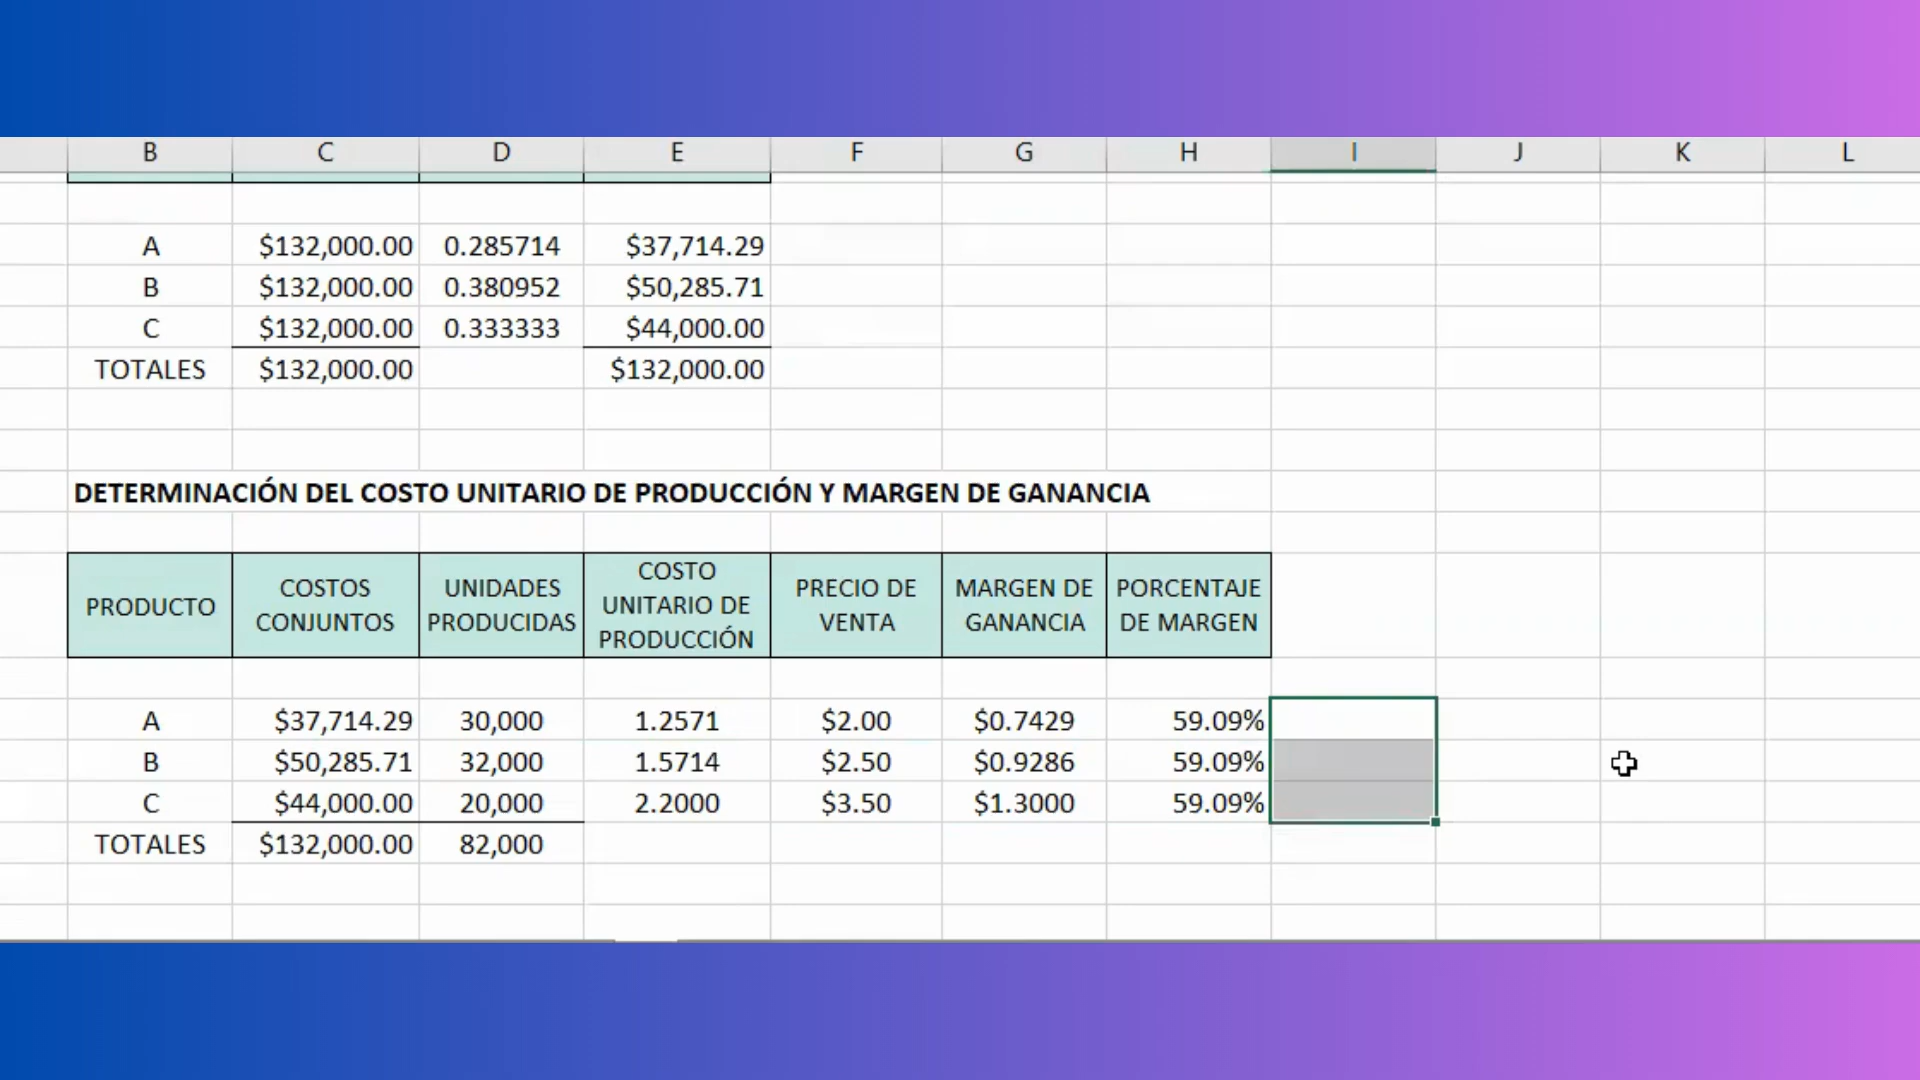 B C D E F G H I J K L
A $132,000.00 0.285714 $37,714.29
B $132,000.00 0.380952 $50,285.71
C $132,000.00 0.333333 $44,000.00
TOTALES $132,000.00 $132,000.00
DETERMINACIÓN DEL COSTO UNITARIO DE PRODUCCIÓN Y MARGEN DE GANANCIA
PRODUCTO
COSTOS
CONJUNTOS
UNIDADES
PRODUCIDAS
COSTO
UNITARIO DE
PRODUCCIÓN
PRECIO DE
VENTA
MARGEN DE
GANANCIA
PORCENTAJE
DE MARGEN
A $37,714.29 30,000 1.2571 $2.00 $0.7429 59.09%
B $50,285.71 32,000 1.5714 $2.50 $0.9286 59.09%
C $44,000.00 20,000 2.2000 $3.50 $1.3000 59.09%
TOTALES $132,000.00 82,000